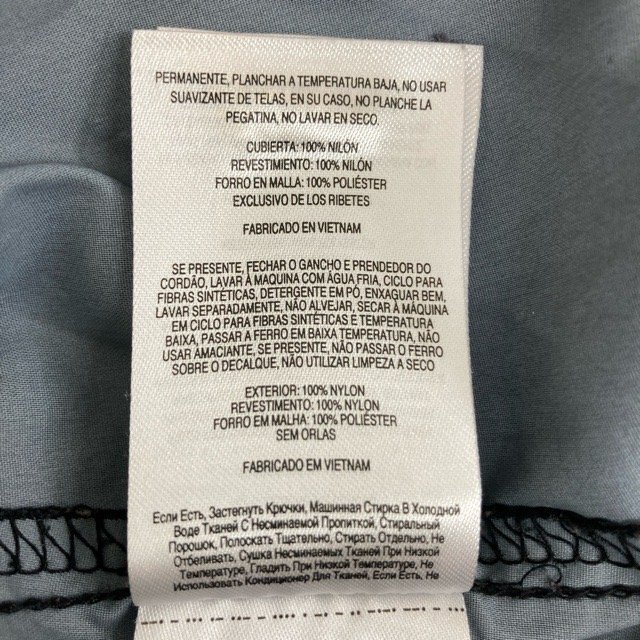 PERMANENTE, PLANCHAR A TEMPERATURA BAJA, NO USAR
SUAVIZANTE DE TELAS, EN SU CASO, NO PLANCHE LA
PEGATINA, NO LAVAR EN SECO.
CUBIERTA: 100% NILÓN
REVESTIMIENTO: 100% NILÓN
FORRO EN MALLA: 100% POLIÉSTER
EXCLUSIVO DE LOS RIBETES
FABRICADO EN VIETNAM
SE PRESENTE, FECHAR O GANCHO E PRENDEDOR DO
CORDÃO, LAVAR À MAQUINA COM ÁGUA FRIA, CICLO PARA
FIBRAS SINTÉTICAS, DETERGENTE EM PÓ, ENXAGUAR BEM.
LAVAR SEPARADAMENTE, NÃO ALVEJAR, SECAR À MÁQUINA
EM CICLO PARA FIBRAS SINTÉTICAS E TEMPERATURA
BAIXA, PASSAR A FERRO EM BAIXA TEMPERATURA, NÃO
USAR AMACIANTE, SE PRESENTE, NÃO PASSAR O FERRO
SOBRE O DECALQUE, NÃO UTILIZAR LIMPEZA A SECO
EXTERIOR: 100% NYLON
REVESTIMENTO: 100% NYLON
FORRO EM MALHA: 100% POLIÉSTER
SEM ORLAS
FABRICADO EM VIETNAM
Если Есть, Застегнуть Крючки, Машинная Стирка В Холодной
Воде Тканей С Несминаемой Пропиткой, Стиральный
Порошок, Полоскать Тщательно, Стирать Отдельно, Не
Отбеливать, Сушка Несминаемых Тканей При Низкой
Температуре, Гладить При Низкой Температуре, Не
Использовать Кондиционер Для Тканей, Если Есть, Не